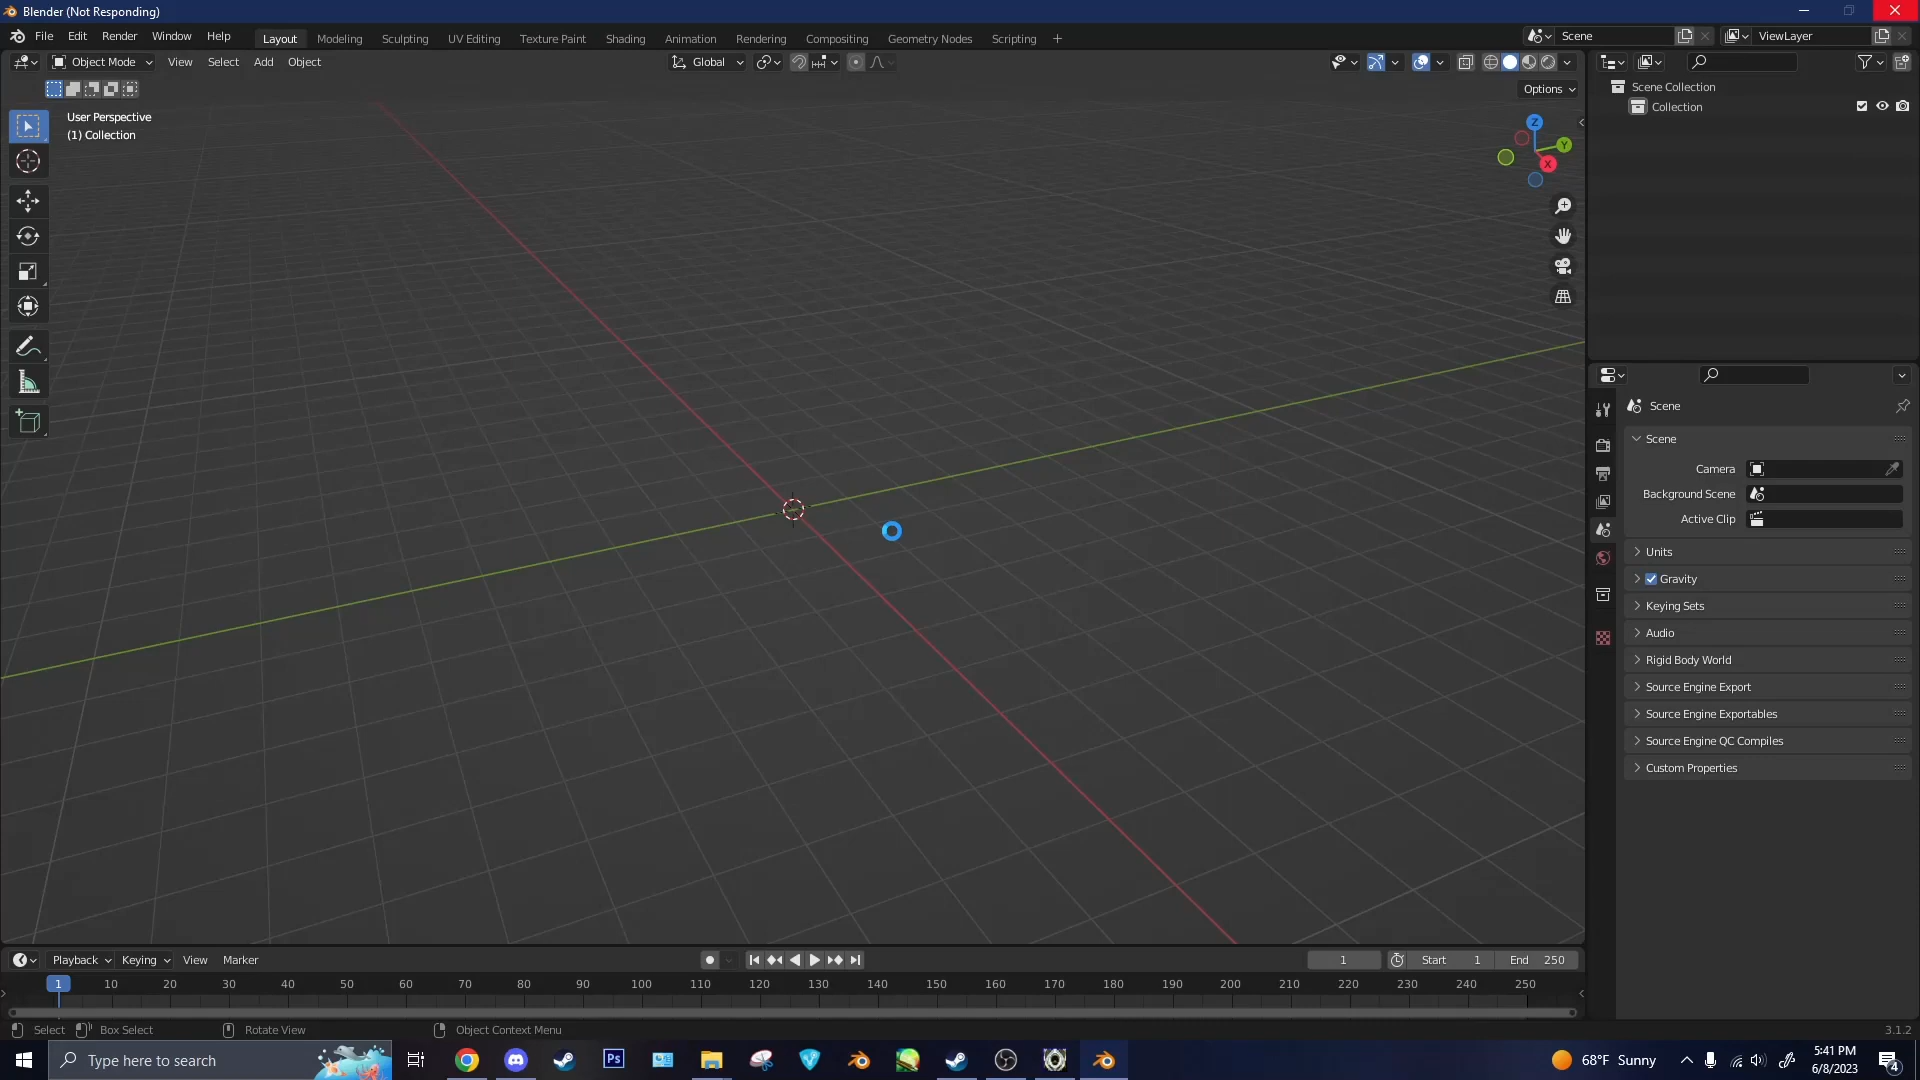 Blender (Not Responding)
File Edit Render Window Help Layout Modeling Sculpting UV Editing Texture Paint Shading Animation Rendering Compositing Geometry Nodes Scripting + Scene ViewLayer
Object Mode View Select Add Object Global
Options
User Perspective
(1) Collection
Z
Y
X
Scene Collection
Collection
Scene
Scene
Camera
Background Scene
Active Clip
Units
Gravity
Keying Sets
Audio
Rigid Body World
Source Engine Export
Source Engine Exportables
Source Engine QC Compiles
Custom Properties
Playback Keying View Marker 1 Start 1 End 250
1 10 20 30 40 50 60 70 80 90 100 110 120 130 140 150 160 170 180 190 200 210 220 230 240 250
Select Box Select Rotate View Object Context Menu 3.1.2
Type here to search Ps 68°F Sunny 5:41 PM
6/8/2023
4